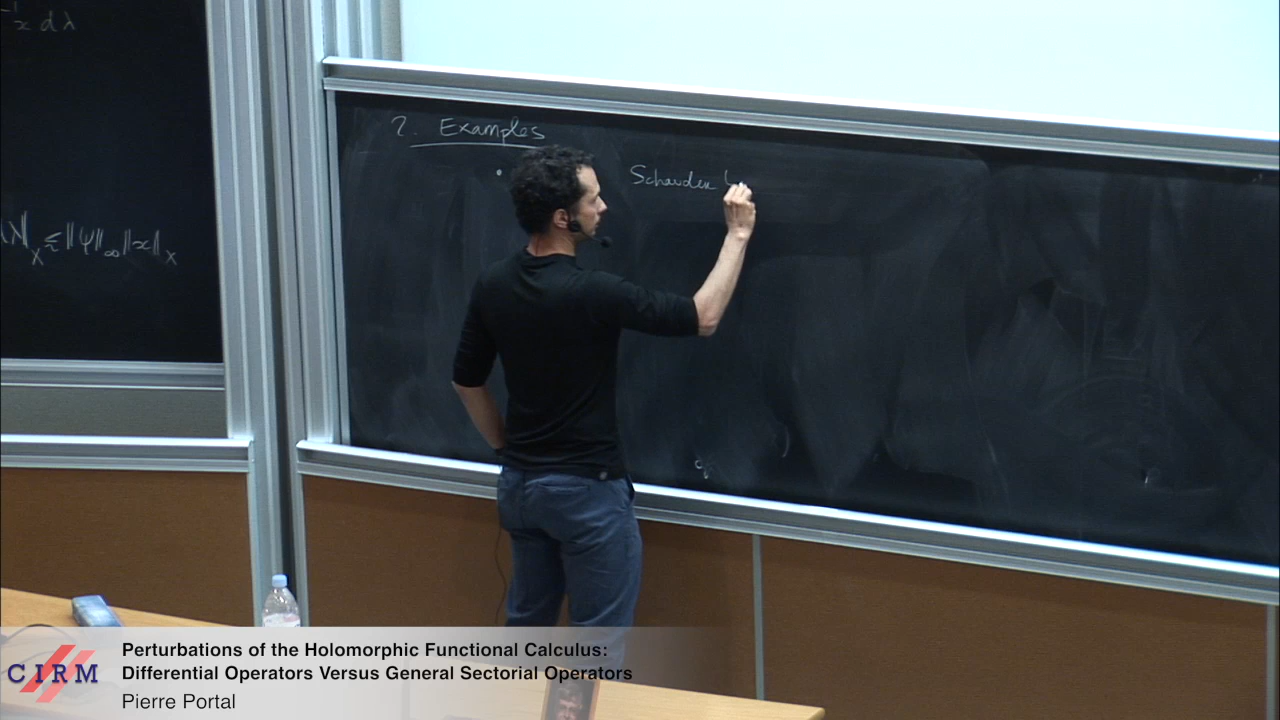 2. Examples
• Schauder
‖ψ‖∞ ‖x‖_X
x dλ
CIRM
Perturbations of the Holomorphic Functional Calculus:
Differential Operators Versus General Sectorial Operators
Pierre Portal